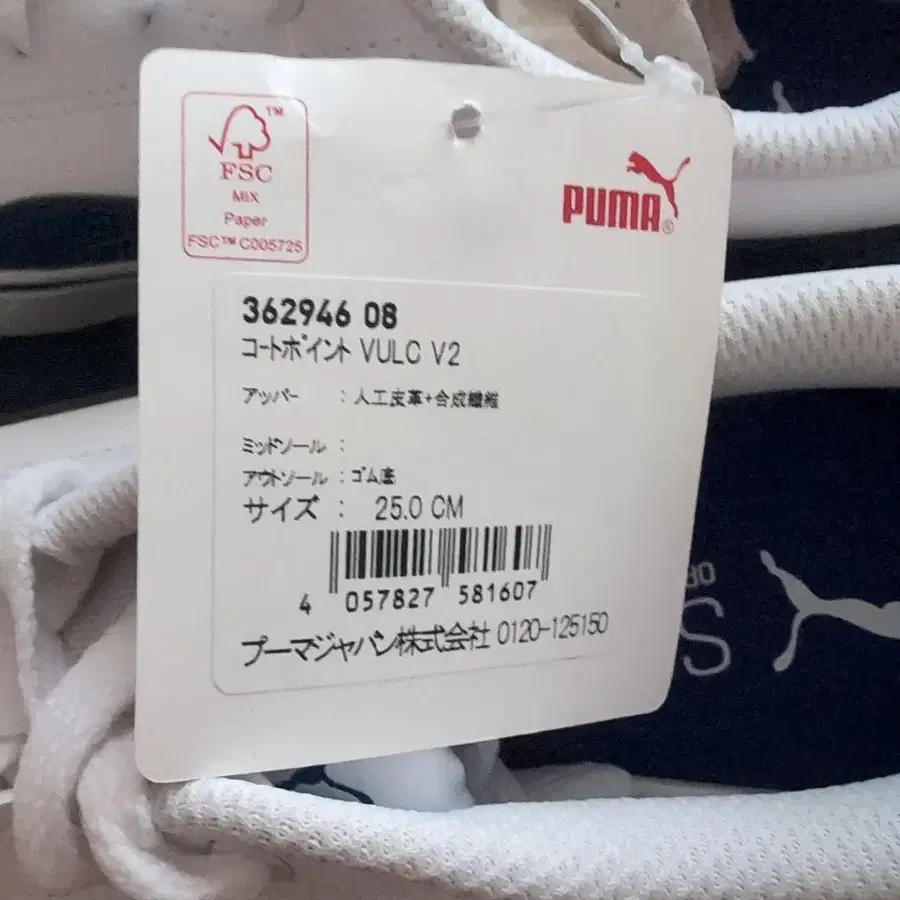 FSC™
MIX
Paper
FSC™ C005725
PUMA®
362946 08
コートポイント VULC V2
アッパー : 人工皮革+合成繊維
ミッドソール :
アウトソール : ゴム底
サイズ : 25.0 CM
4 057827 581607
プーマジャパン株式会社 0120-125150